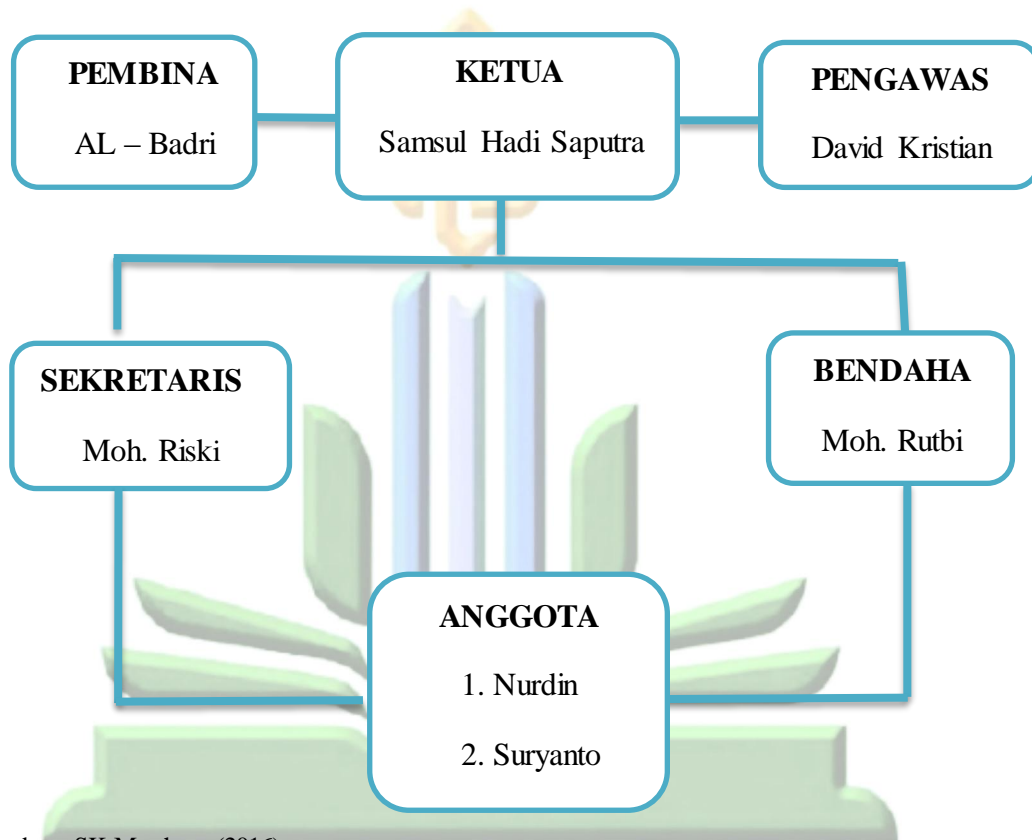 PEMBINA
AL – Badri
KETUA
Samsul Hadi Saputra
PENGAWAS
David Kristian
SEKRETARIS
Moh. Riski
BENDAHA
Moh. Rutbi
ANGGOTA
1. Nurdin
2. Suryanto